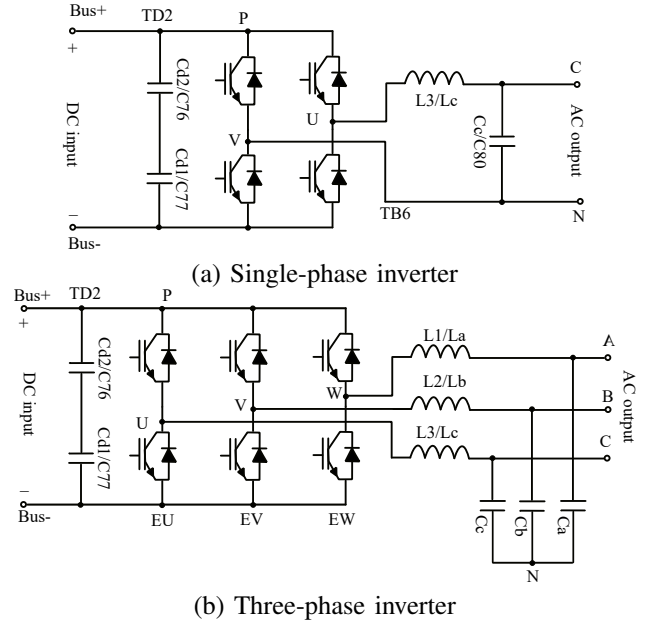 Bus+ TD2 P
+
Cd2/C76
DC input
Cd1/C77
U
V
L3/Lc
C
Cc/C80
AC output
TB6
N
−
Bus-
(a) Single-phase inverter
Bus+ TD2 P
+
Cd2/C76
DC input
Cd1/C77
W
V
U
L1/La
A
L2/Lb
B
L3/Lc
C
AC output
−
Bus-
EU EV EW
Cc
Cb
Ca
N
(b) Three-phase inverter